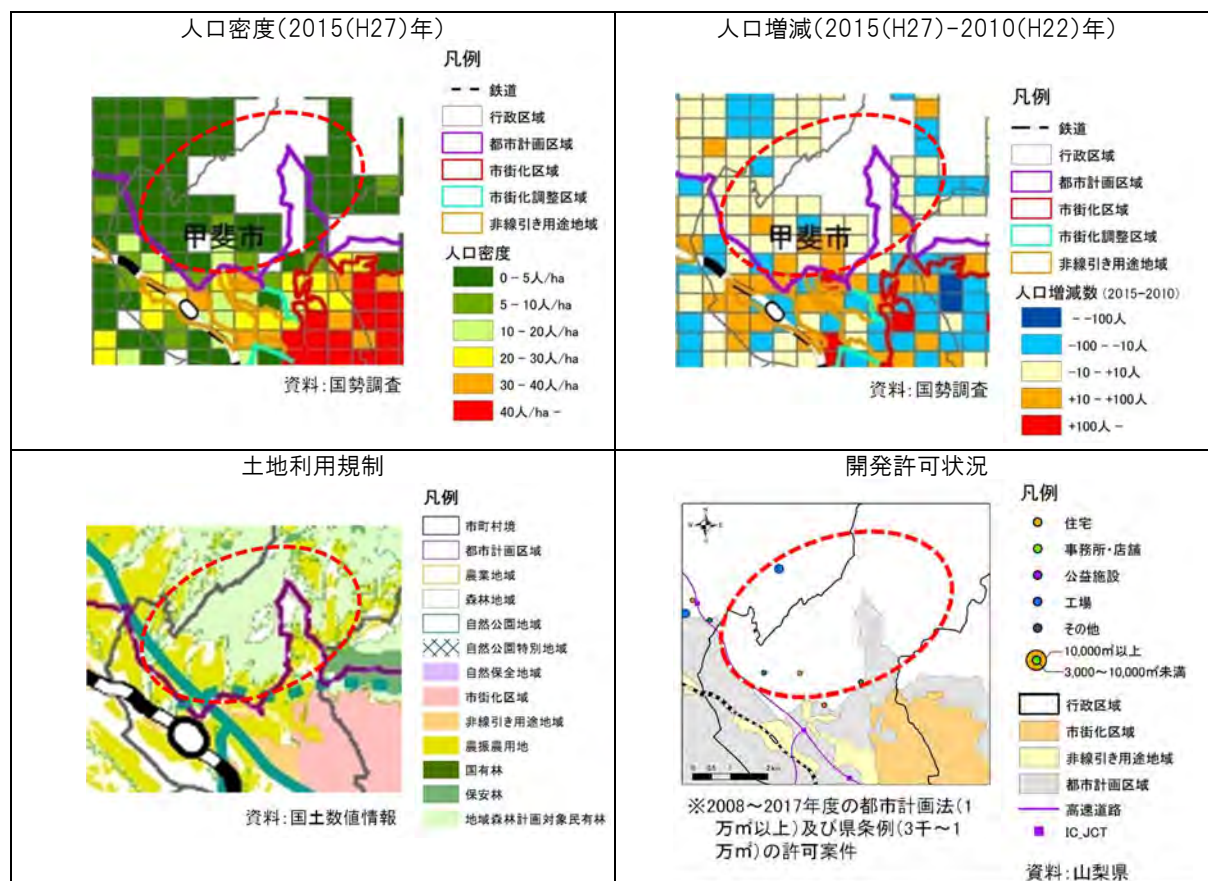 人口密度(2015(H27)年)
凡例
鉄道
行政区域
都市計画区域
市街化区域
市街化調整区域
非線引き用途地域
人口密度
0 - 5人/ha
5 - 10人/ha
10 - 20人/ha
20 - 30人/ha
30 - 40人/ha
40人/ha -
甲斐市
資料:国勢調査
人口増減(2015(H27)-2010(H22)年)
凡例
鉄道
行政区域
都市計画区域
市街化区域
市街化調整区域
非線引き用途地域
人口増減数 (2015-2010)
- -100人
-100 - -10人
-10 - +10人
+10 - +100人
+100人 -
甲斐市
資料:国勢調査
土地利用規制
凡例
市町村境
都市計画区域
農業地域
森林地域
自然公園地域
自然公園特別地域
自然保全地域
市街化区域
非線引き用途地域
農振農用地
国有林
保安林
地域森林計画対象民有林
資料:国土数値情報
開発許可状況
凡例
住宅
事務所・店舗
公益施設
工場
その他
10,000㎡以上
3,000~10,000㎡未満
行政区域
市街化区域
非線引き用途地域
都市計画区域
高速道路
IC_JCT
※2008~2017年度の都市計画法(1
万㎡以上)及び県条例(3千~1
万㎡)の許可案件
資料:山梨県